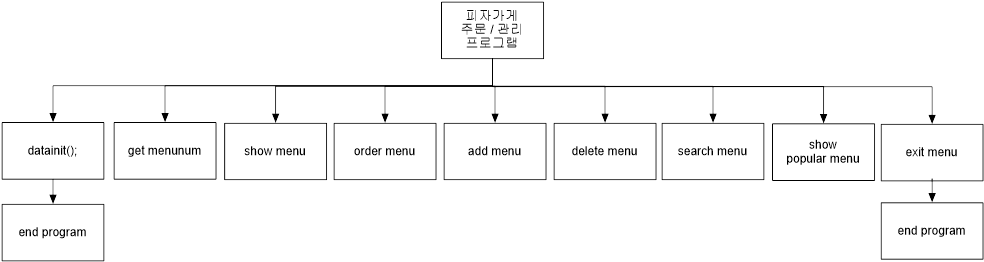 피자가게
주문 / 관리
프로그램
datainit();
get menunum
show menu
order menu
add menu
delete menu
search menu
show
popular menu
exit menu
end program
end program